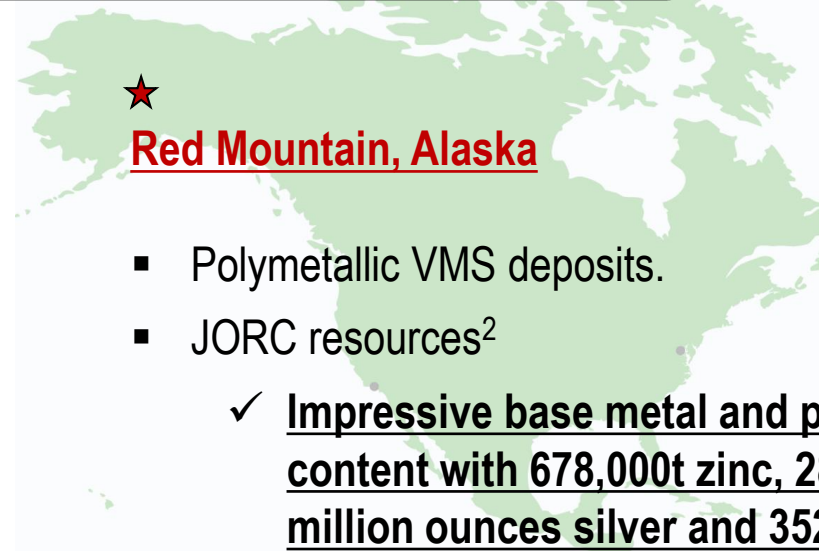 Red Mountain, Alaska
▪ Polymetallic VMS deposits.
▪ JORC resources²
✓ Impressive base metal and
content with 678,000t zinc,
million ounces silver and